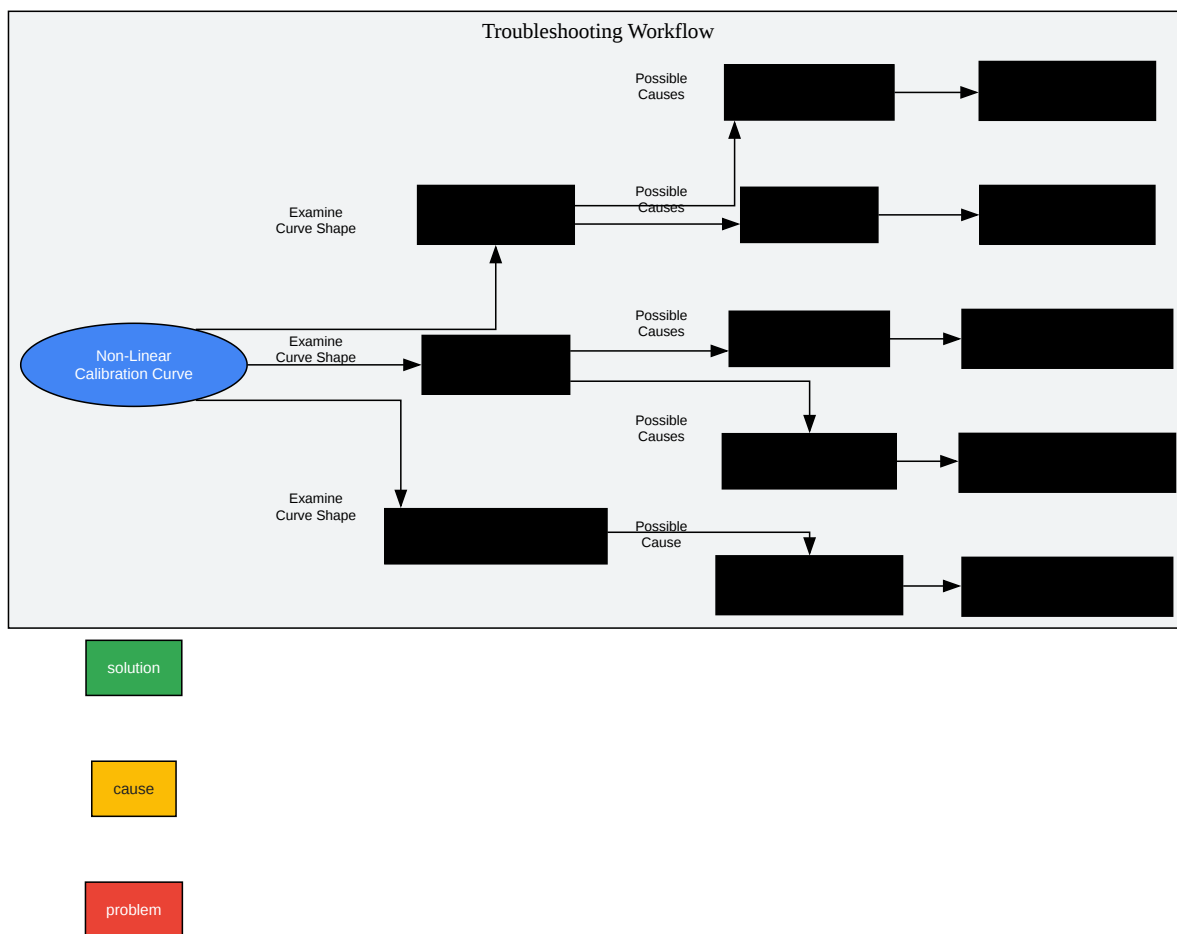 Troubleshooting Workflow
Possible
Causes
Examine
Curve Shape
Possible
Causes
Non-Linear
Calibration Curve
Examine
Curve Shape
Possible
Causes
Possible
Causes
Examine
Curve Shape
Possible
Cause
solution
cause
problem